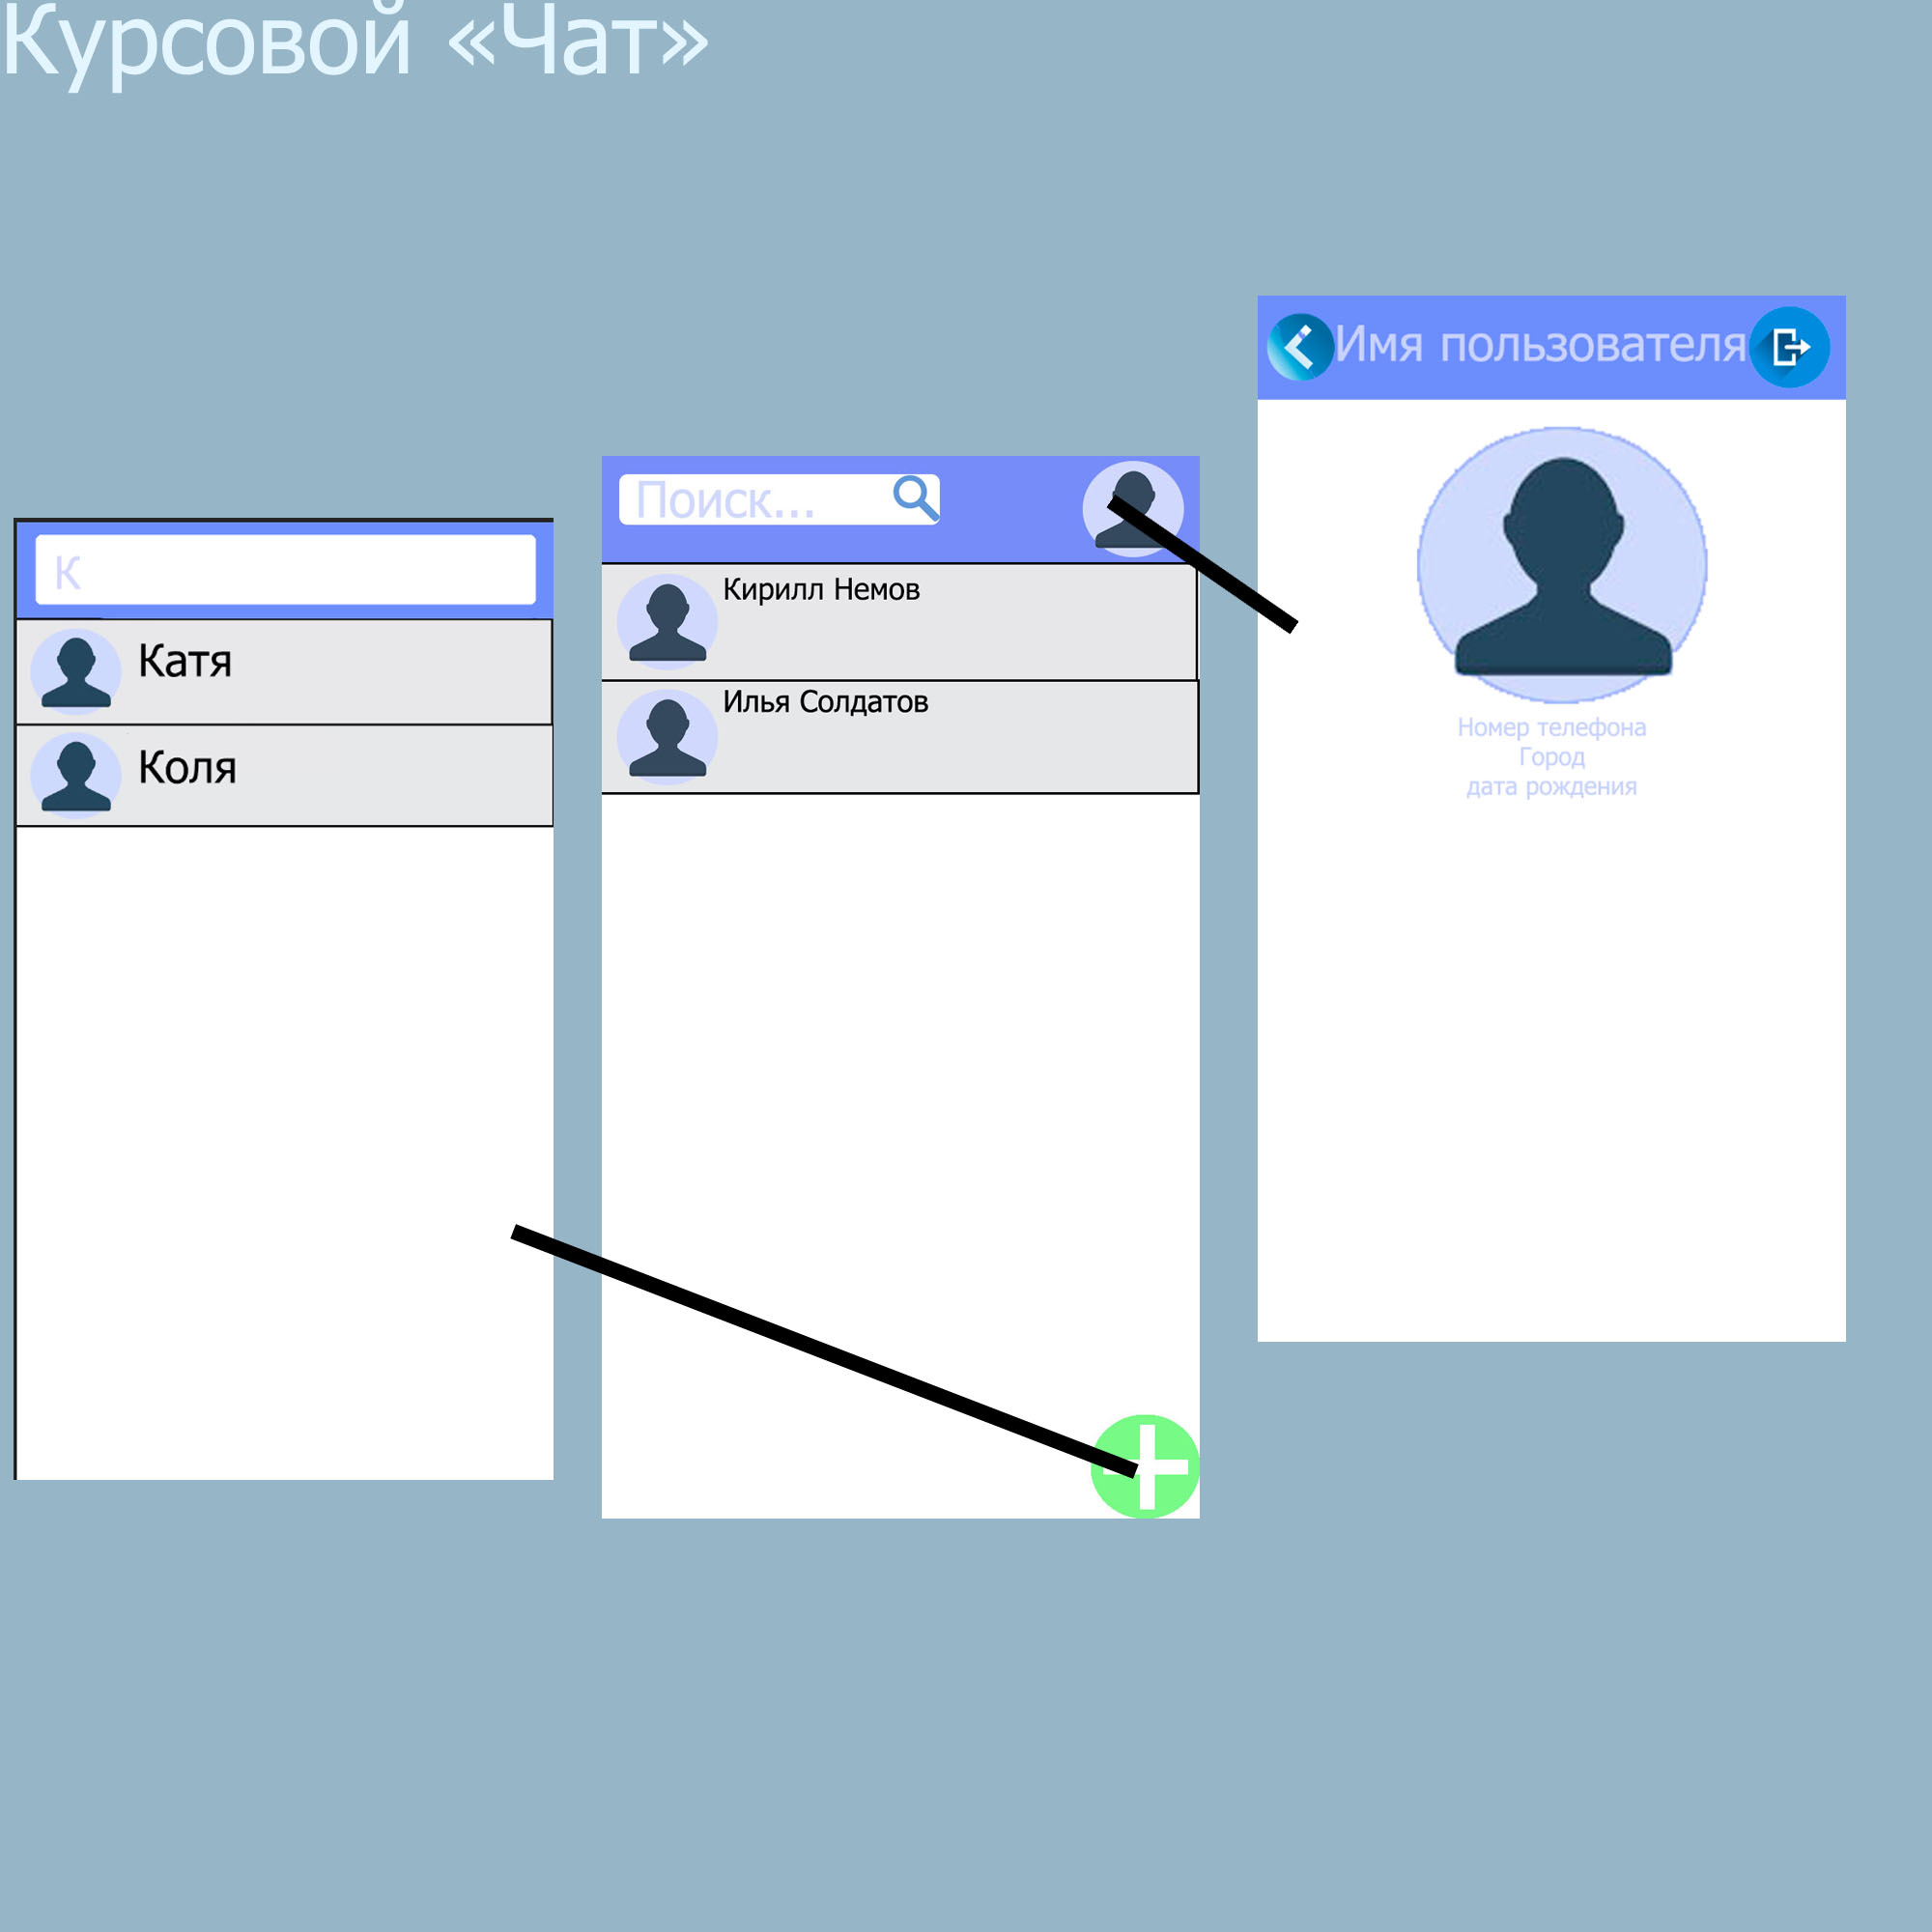 Курсовой «Чат»
К
Катя
Коля
Поиск...
Кирилл Немов
Илья Солдатов
Имя пользователя
Номер телефона
Город
дата рождения